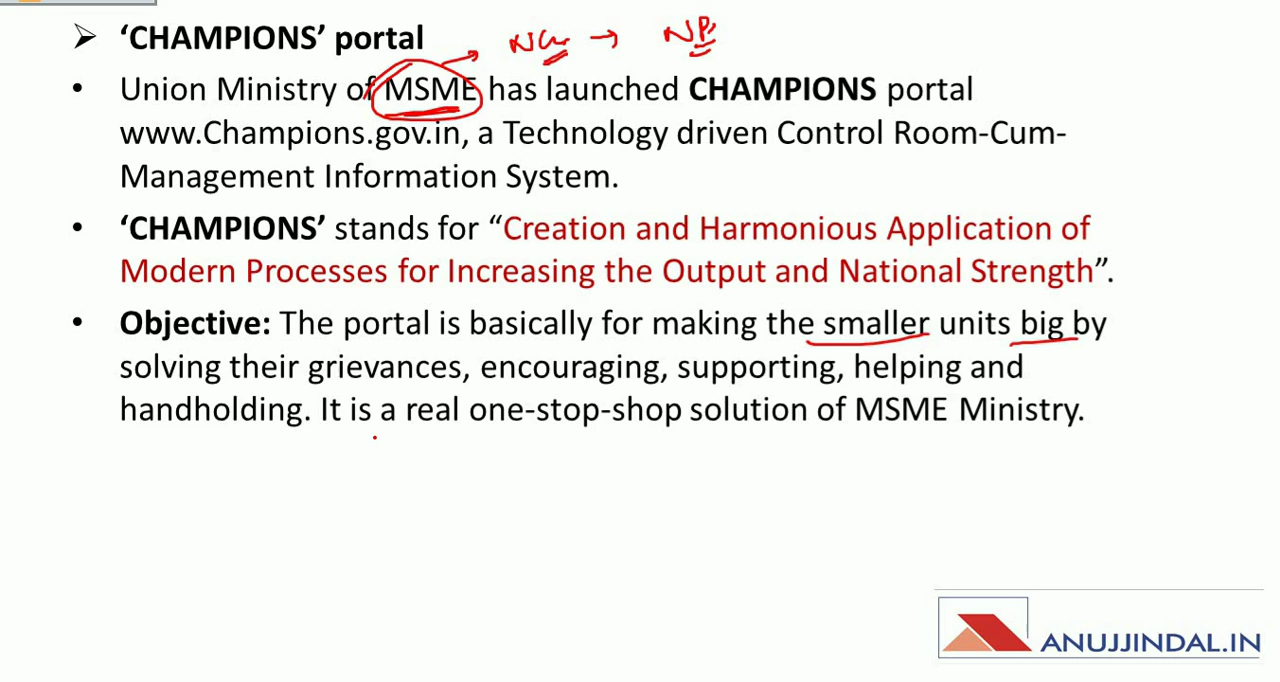 ‘CHAMPIONS’ portal
Union Ministry of MSME has launched CHAMPIONS portal
www.Champions.gov.in, a Technology driven Control Room-Cum-
Management Information System.
‘CHAMPIONS’ stands for “Creation and Harmonious Application of
Modern Processes for Increasing the Output and National Strength”.
Objective: The portal is basically for making the smaller units big by
solving their grievances, encouraging, supporting, helping and
handholding. It is a real one-stop-shop solution of MSME Ministry.
ANUJJINDAL.IN